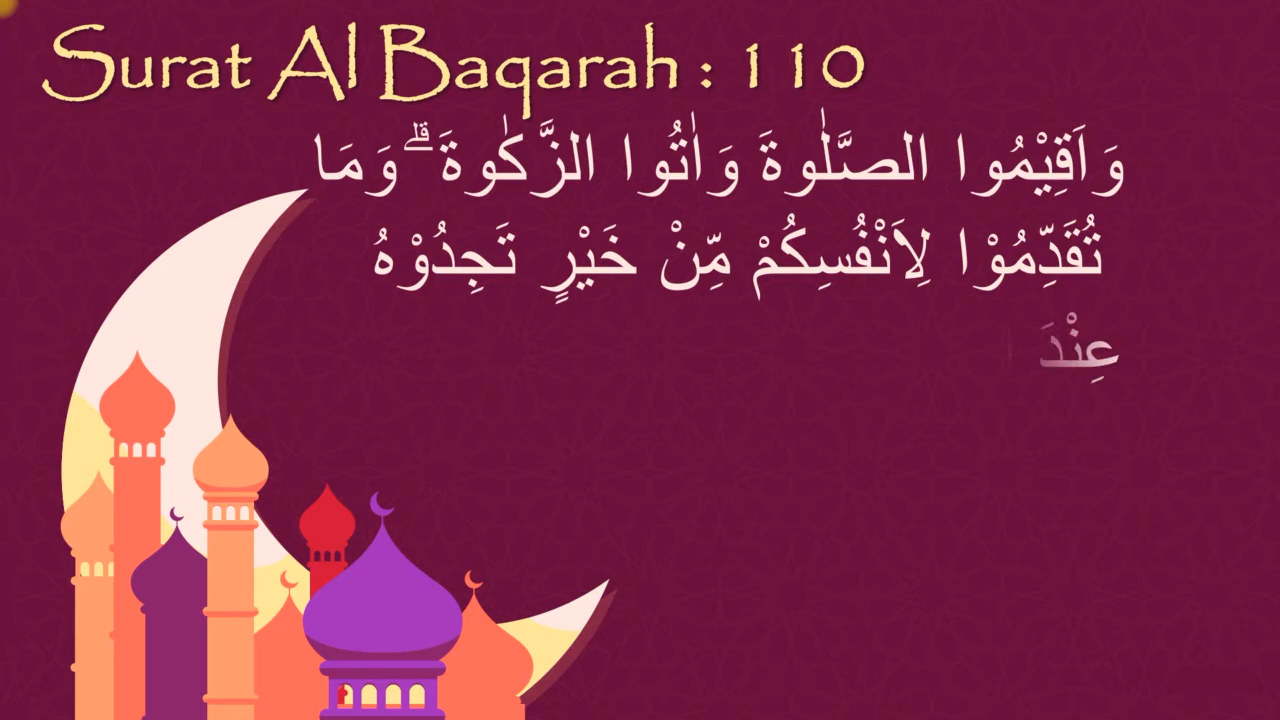 Surat Al Baqarah : 110
وَاَقِيْمُوا الصَّلٰوةَ وَاٰتُوا الزَّكٰوةَ ۗ وَمَا
تُقَدِّمُوْا لِاَنْفُسِكُمْ مِّنْ خَيْرٍ تَجِدُوْهُ
عِنْدَ